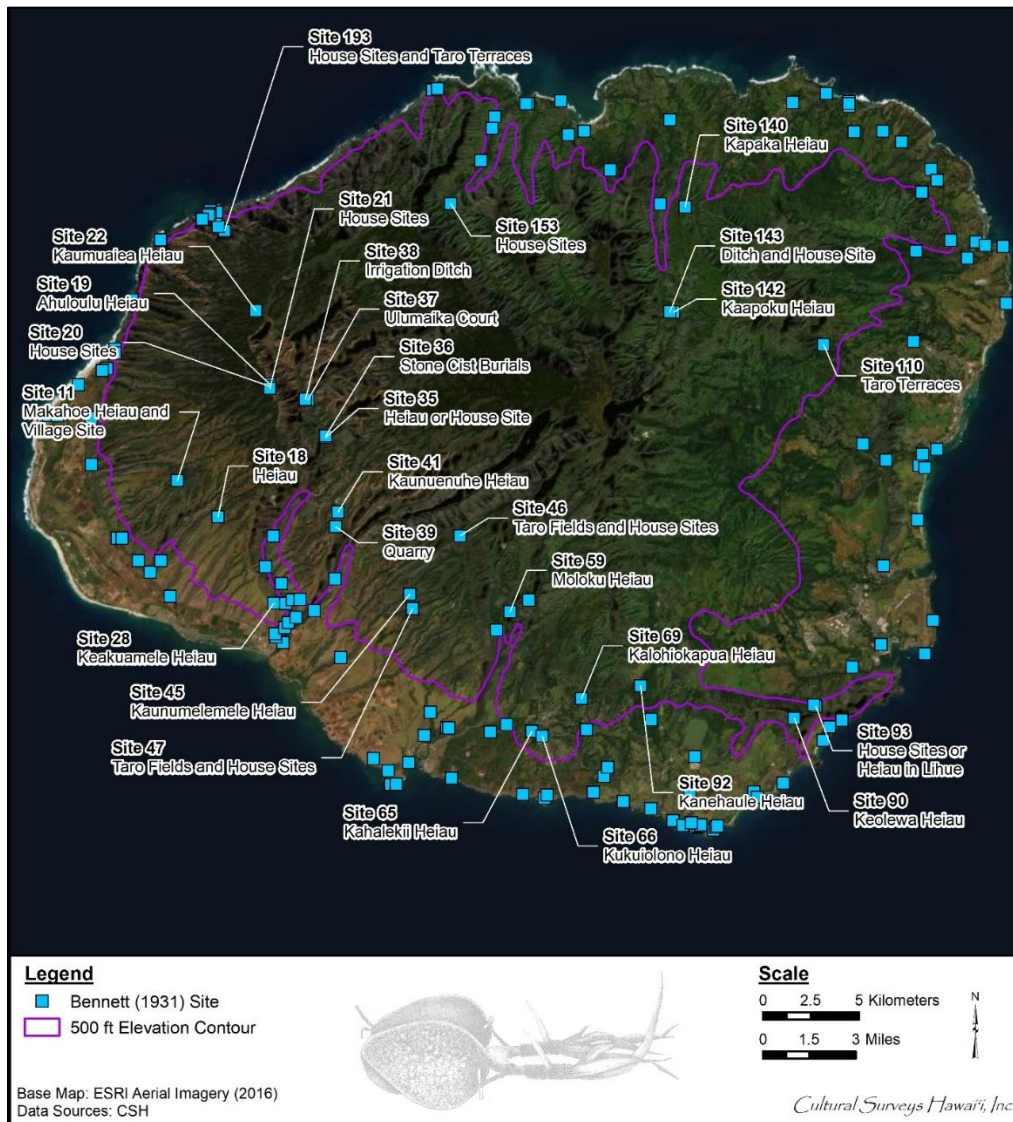 Site 193
House Sites and Taro Terraces
Site 140
Kapaka Heiau
Site 21
House Sites
Site 22
Kaumuaiea Heiau
Site 153
House Sites
Site 143
Ditch and House Site
Site 38
Irrigation Ditch
Site 19
Ahuloulu Heiau
Site 37
Ulumaika Court
Site 142
Kaapoku Heiau
Site 20
House Sites
Site 36
Stone Cist Burials
Site 110
Taro Terraces
Site 11
Makahoe Heiau and
Village Site
Site 35
Heiau or House Site
Site 18
Heiau
Site 41
Kaunuenuhe Heiau
Site 46
Taro Fields and House Sites
Site 39
Quarry
Site 59
Moloku Heiau
Site 28
Keakuamele Heiau
Site 69
Kalohiokapua Heiau
Site 45
Kaunumelemele Heiau
Site 93
House Sites or
Heiau in Lihue
Site 47
Taro Fields and House Sites
Site 92
Kanehaule Heiau
Site 90
Keolewa Heiau
Site 65
Kahalekii Heiau
Site 66
Kukuiolono Heiau
Legend
Bennett (1931) Site
500 ft Elevation Contour
Base Map: ESRI Aerial Imagery (2016)
Data Sources: CSH
Scale
0 2.5 5 Kilometers
0 1.5 3 Miles
N
Cultural Surveys Hawaiʻi, Inc